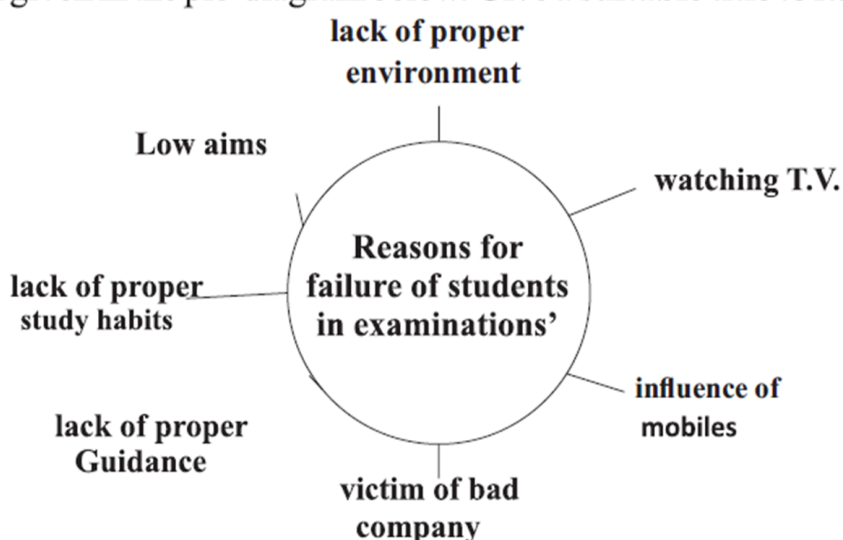 lack of proper
environment
Low aims
watching T.V.
Reasons for
failure of students
in examinations’
lack of proper
study habits
influence of
mobiles
lack of proper
Guidance
victim of bad
company